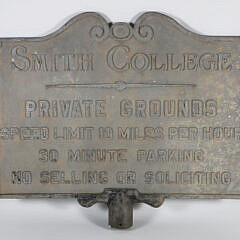 SMITH COLLEGE
PRIVATE GROUNDS
SPEED LIMIT 10 MILES PER HOUR
30 MINUTE PARKING
NO SELLING OR SOLICITING